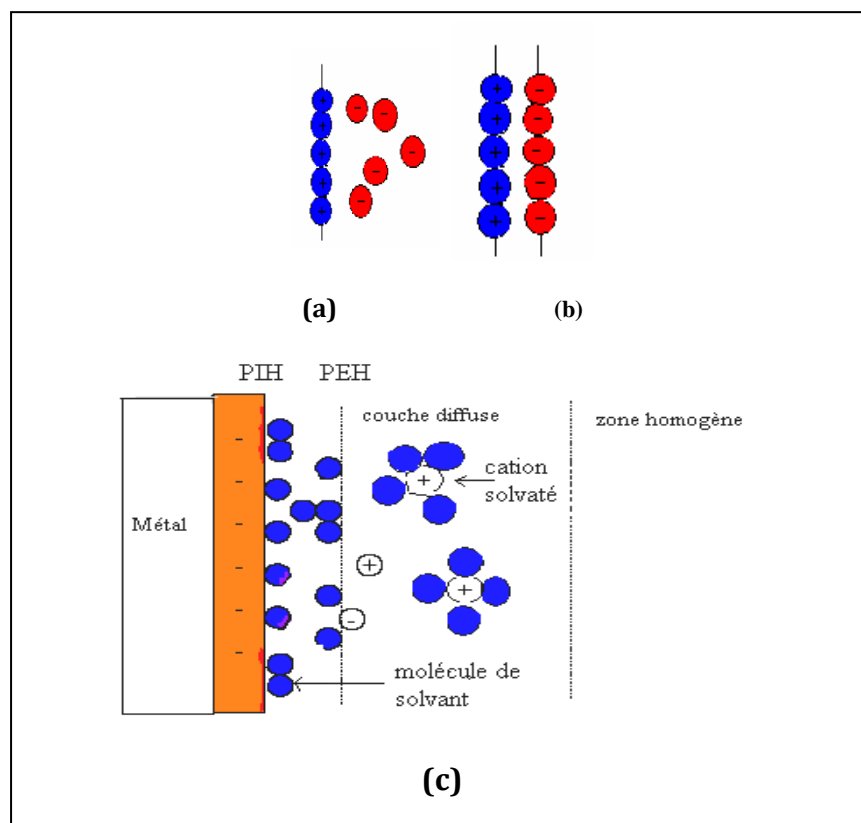 (a) (b)
PIH PEH
couche diffuse zone homogène
cation
solvaté
Métal
molécule de
solvant
(c)